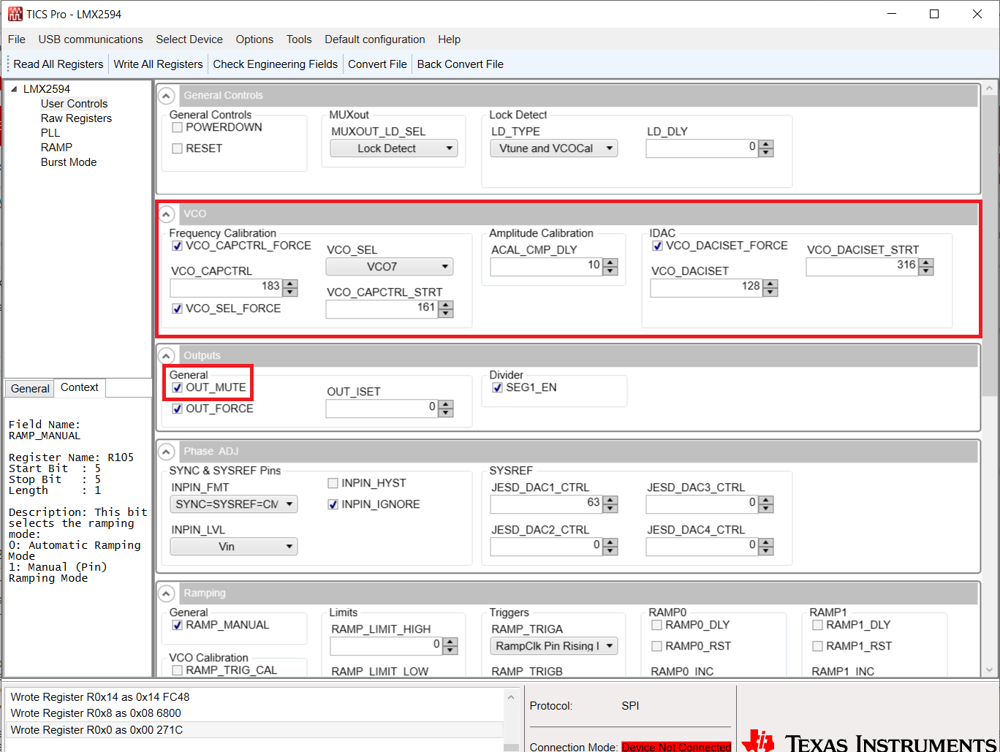 TICS Pro - LMX2594
File USB communications Select Device Options Tools Default configuration Help
Read All Registers Write All Registers Check Engineering Fields Convert File Back Convert File
LMX2594
User Controls
Raw Registers
PLL
RAMP
Burst Mode
General Context
Field Name:
RAMP_MANUAL
Register Name: R105
Start Bit : 5
Stop Bit : 5
Length : 1
Description: This bit
selects the ramping
mode:
0: Automatic Ramping
Mode
1: Manual (Pin)
Ramping Mode
General Controls
General Controls
POWERDOWN
RESET
MUXout
MUXOUT_LD_SEL
Lock Detect
Lock Detect
LD_TYPE
Vtune and VCOCal
LD_DLY
0
VCO
Frequency Calibration
VCO_CAPCTRL_FORCE
VCO_CAPCTRL
183
VCO_SEL_FORCE
VCO_SEL
VCO7
VCO_CAPCTRL_STRT
161
Amplitude Calibration
ACAL_CMP_DLY
10
IDAC
VCO_DACISET_FORCE
VCO_DACISET
128
VCO_DACISET_STRT
316
Outputs
General
OUT_MUTE
OUT_FORCE
OUT_ISET
0
Divider
SEG1_EN
Phase ADJ
SYNC & SYSREF Pins
INPIN_FMT
SYNC=SYSREF=CM
INPIN_LVL
Vin
INPIN_HYST
INPIN_IGNORE
SYSREF
JESD_DAC1_CTRL
63
JESD_DAC2_CTRL
0
JESD_DAC3_CTRL
0
JESD_DAC4_CTRL
0
Ramping
General
RAMP_MANUAL
VCO Calibration
RAMP_TRIG_CAL
Limits
RAMP_LIMIT_HIGH
0
RAMP_LIMIT_LOW
Triggers
RAMP_TRIGA
RampClk Pin Rising
RAMP_TRIGB
RAMP0
RAMP0_DLY
RAMP0_RST
RAMP0_INC
RAMP1
RAMP1_DLY
RAMP1_RST
RAMP1_INC
Wrote Register R0x14 as 0x14 FC48
Wrote Register R0x8 as 0x08 6800
Wrote Register R0x0 as 0x00 271C
Protocol: SPI
Connection Mode: Device Not Connected
TEXAS INSTRUMENTS